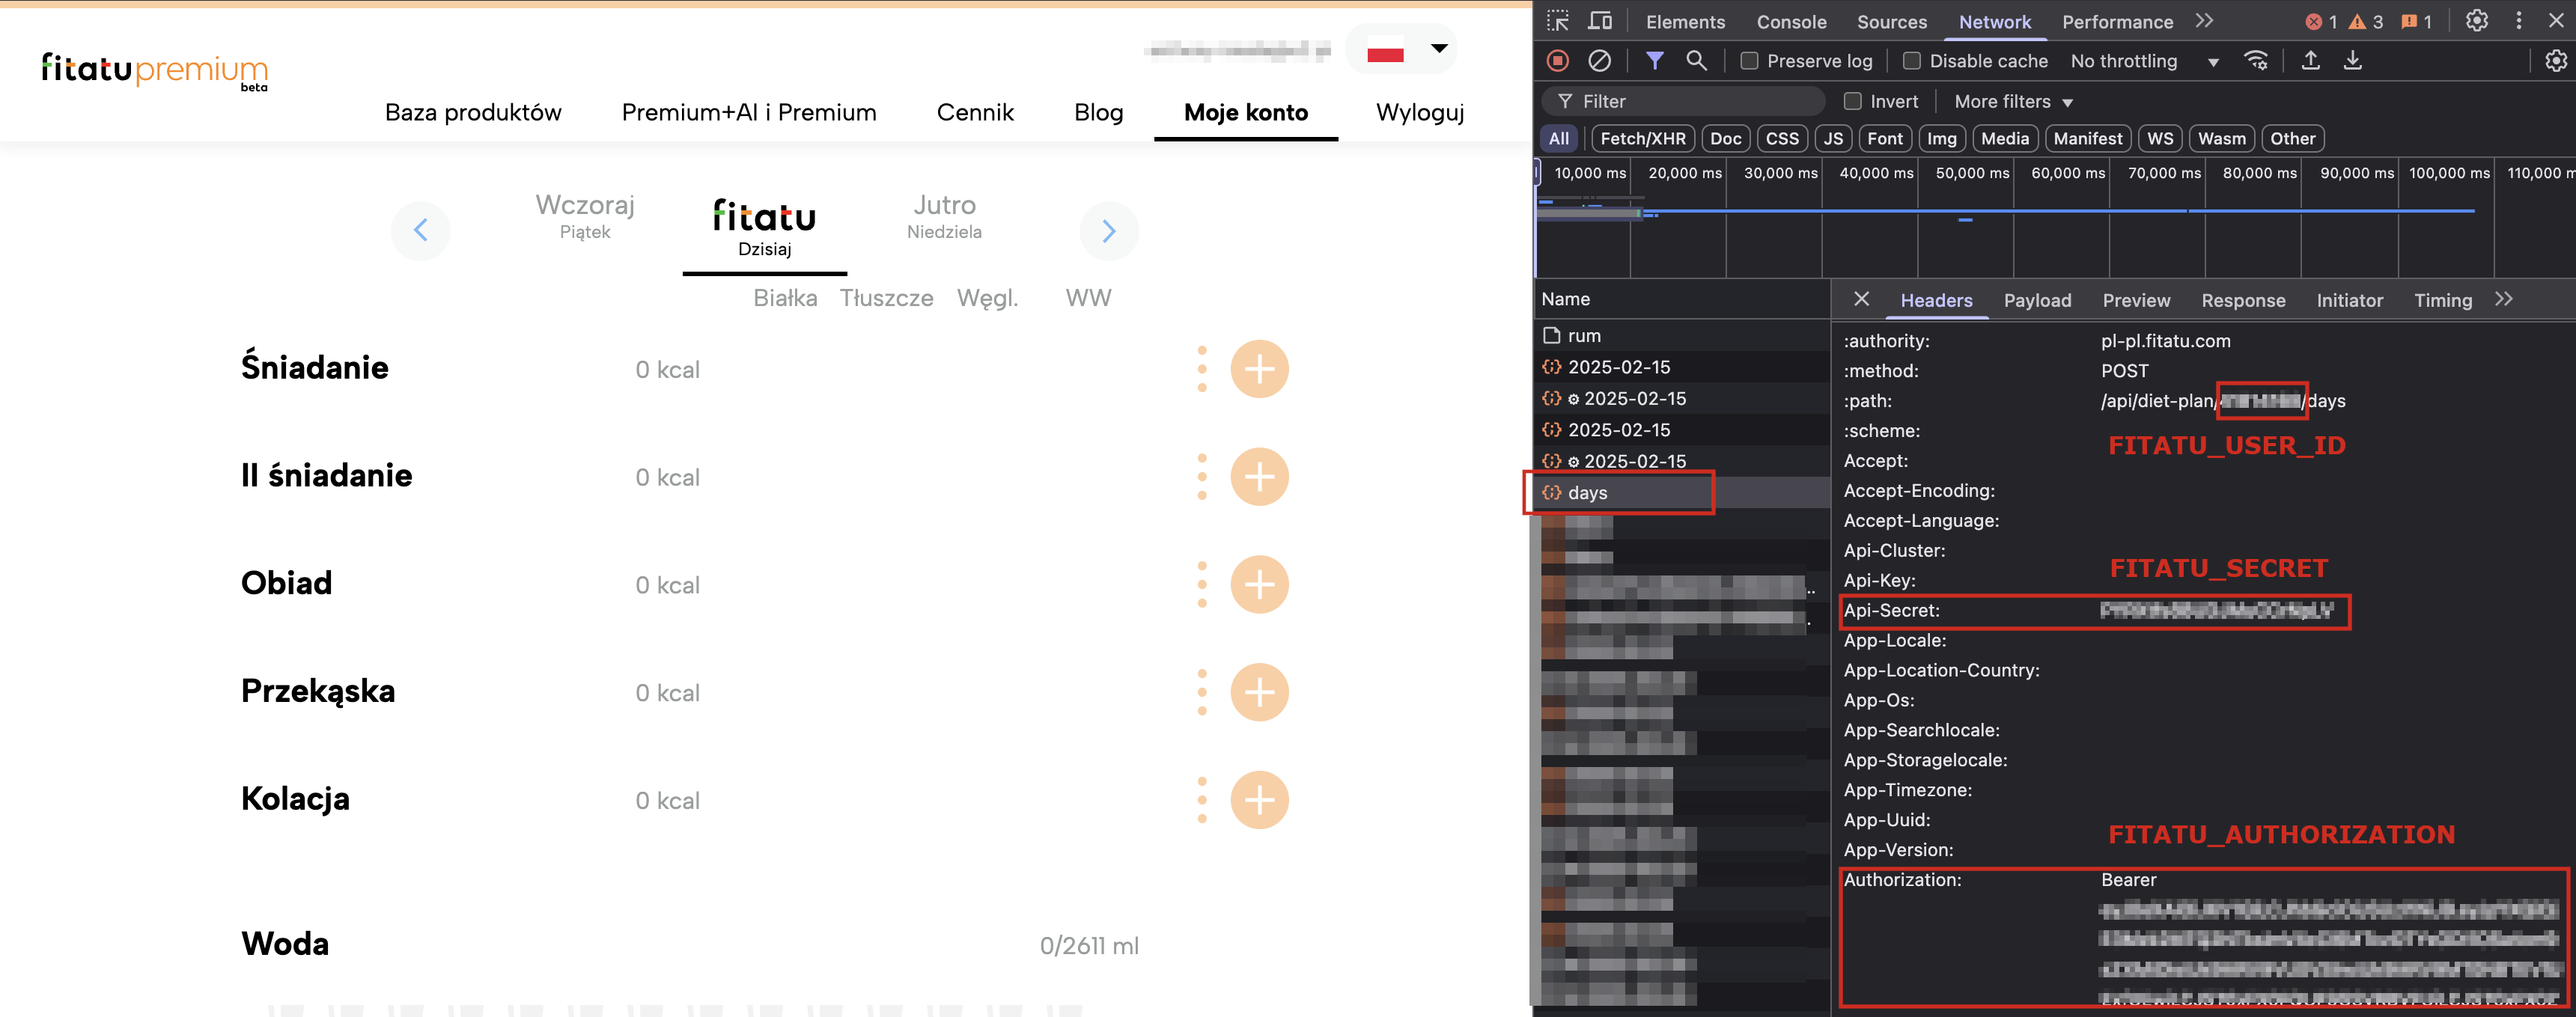 fitatupremium
beta
Baza produktów
Premium+AI i Premium
Cennik
Blog
Moje konto
Wyloguj
Wczoraj
Piątek
fitatu
Dzisiaj
Jutro
Niedziela
Białka
Tłuszcze
Węgl.
WW
Śniadanie
0 kcal
II śniadanie
0 kcal
Obiad
0 kcal
Przekąska
0 kcal
Kolacja
0 kcal
Woda
0/2611 ml
Elements
Console
Sources
Network
Performance
1
3
1
Preserve log
Disable cache
No throttling
Filter
Invert
More filters
All
Fetch/XHR
Doc
CSS
JS
Font
Img
Media
Manifest
WS
Wasm
Other
10,000 ms
20,000 ms
30,000 ms
40,000 ms
50,000 ms
60,000 ms
70,000 ms
80,000 ms
90,000 ms
100,000 ms
110,000 m
Name
rum
2025-02-15
2025-02-15
2025-02-15
2025-02-15
days
Headers
Payload
Preview
Response
Initiator
Timing
:authority:
pl-pl.fitatu.com
:method:
POST
:path:
/api/diet-plan/
/days
:scheme:
FITATU_USER_ID
Accept:
Accept-Encoding:
Accept-Language:
Api-Cluster:
FITATU_SECRET
Api-Key:
Api-Secret:
App-Locale:
App-Location-Country:
App-Os:
App-Searchlocale:
App-Storagelocale:
App-Timezone:
App-Uuid:
FITATU_AUTHORIZATION
App-Version:
Authorization:
Bearer